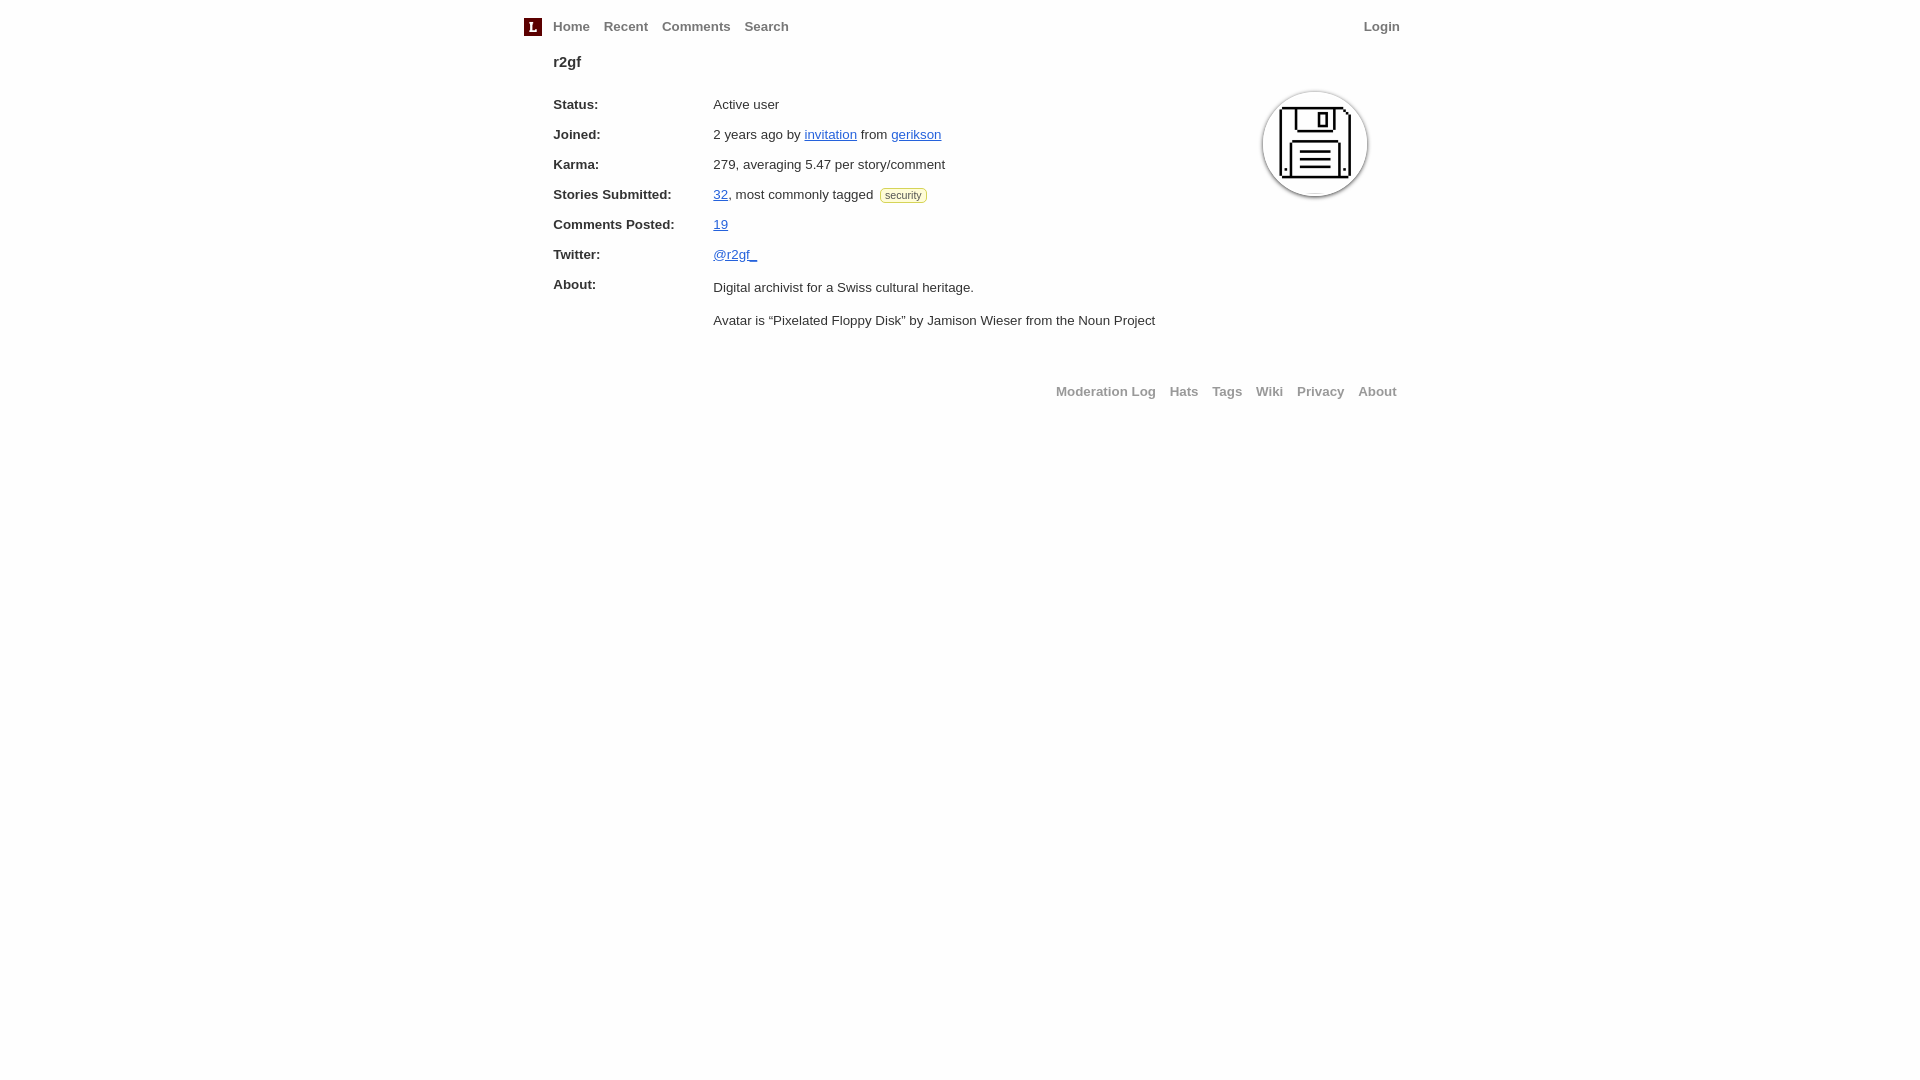 L Home Recent Comments Search Login
r2gf
Status: Active user
Joined: 2 years ago by invitation from gerikson
Karma: 279, averaging 5.47 per story/comment
Stories Submitted: 32, most commonly tagged security
Comments Posted: 19
Twitter: @r2gf_
About: Digital archivist for a Swiss cultural heritage.
Avatar is “Pixelated Floppy Disk” by Jamison Wieser from the Noun Project
Moderation Log Hats Tags Wiki Privacy About